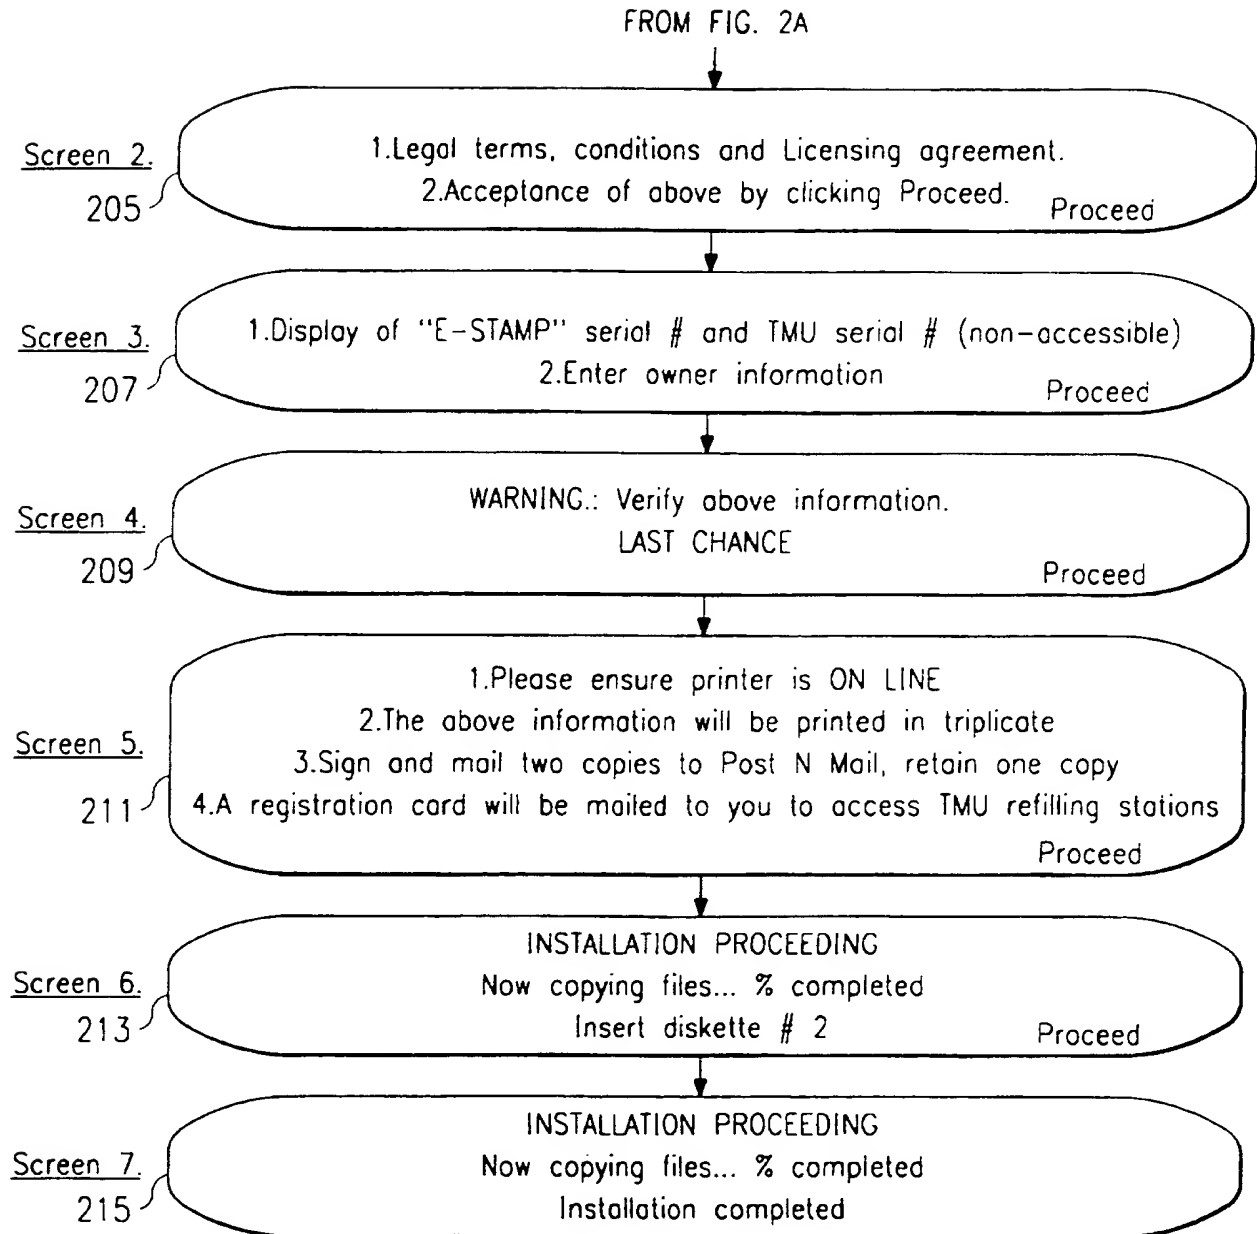 FROM FIG. 2A
Screen 2.
205
1.Legal terms, conditions and Licensing agreement.
2.Acceptance of above by clicking Proceed.
Proceed
Screen 3.
207
1.Display of "E-STAMP" serial # and TMU serial # (non-accessible)
2.Enter owner information
Proceed
Screen 4.
209
WARNING.: Verify above information.
LAST CHANCE
Proceed
Screen 5.
211
1.Please ensure printer is ON LINE
2.The above information will be printed in triplicate
3.Sign and mail two copies to Post N Mail, retain one copy
4.A registration card will be mailed to you to access TMU refilling stations
Proceed
Screen 6.
213
INSTALLATION PROCEEDING
Now copying files... % completed
Insert diskette # 2
Proceed
Screen 7.
215
INSTALLATION PROCEEDING
Now copying files... % completed
Installation completed